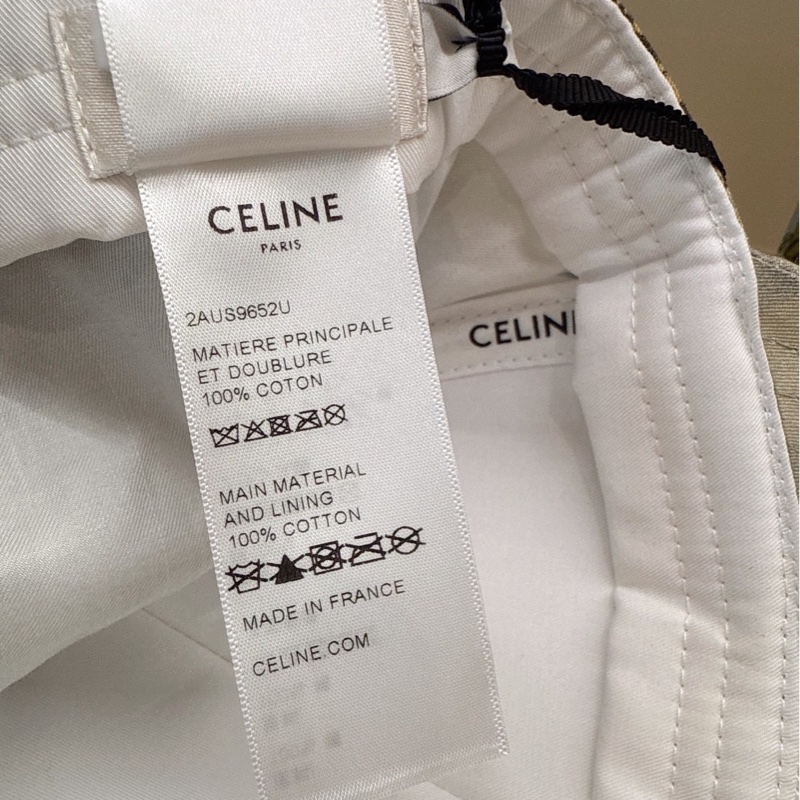 CELINE
PARIS
2AUS9652U
MATIERE PRINCIPALE
ET DOUBLURE
100% COTON
MAIN MATERIAL
AND LINING
100% COTTON
MADE IN FRANCE
CELINE.COM
CELINE